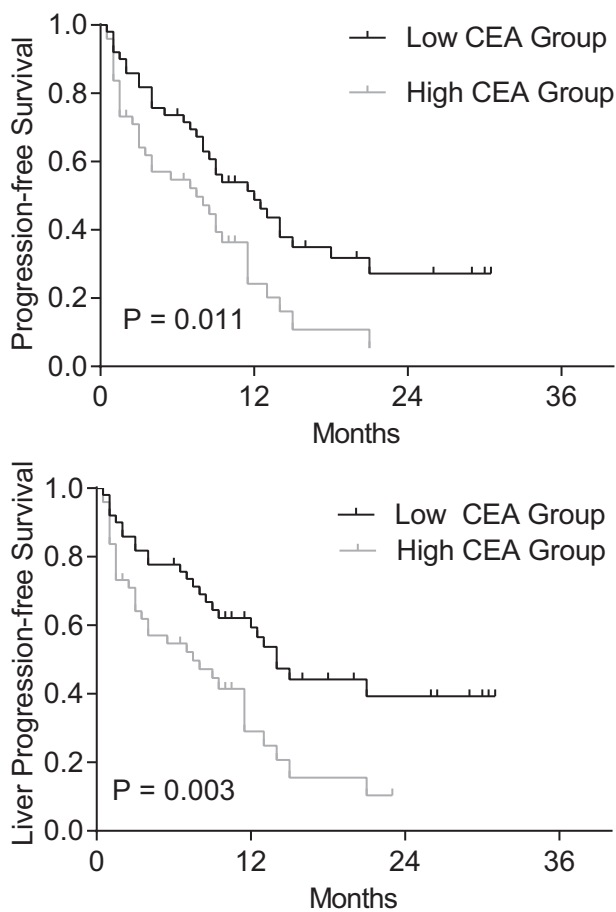 Progression-free Survival
1.0
0.8
0.6
0.4
0.2
0.0
Low CEA Group
High CEA Group
P = 0.011
0
12
24
36
Months
Liver Progression-free Survival
1.0
0.8
0.6
0.4
0.2
0.0
Low CEA Group
High CEA Group
P = 0.003
0
12
24
36
Months